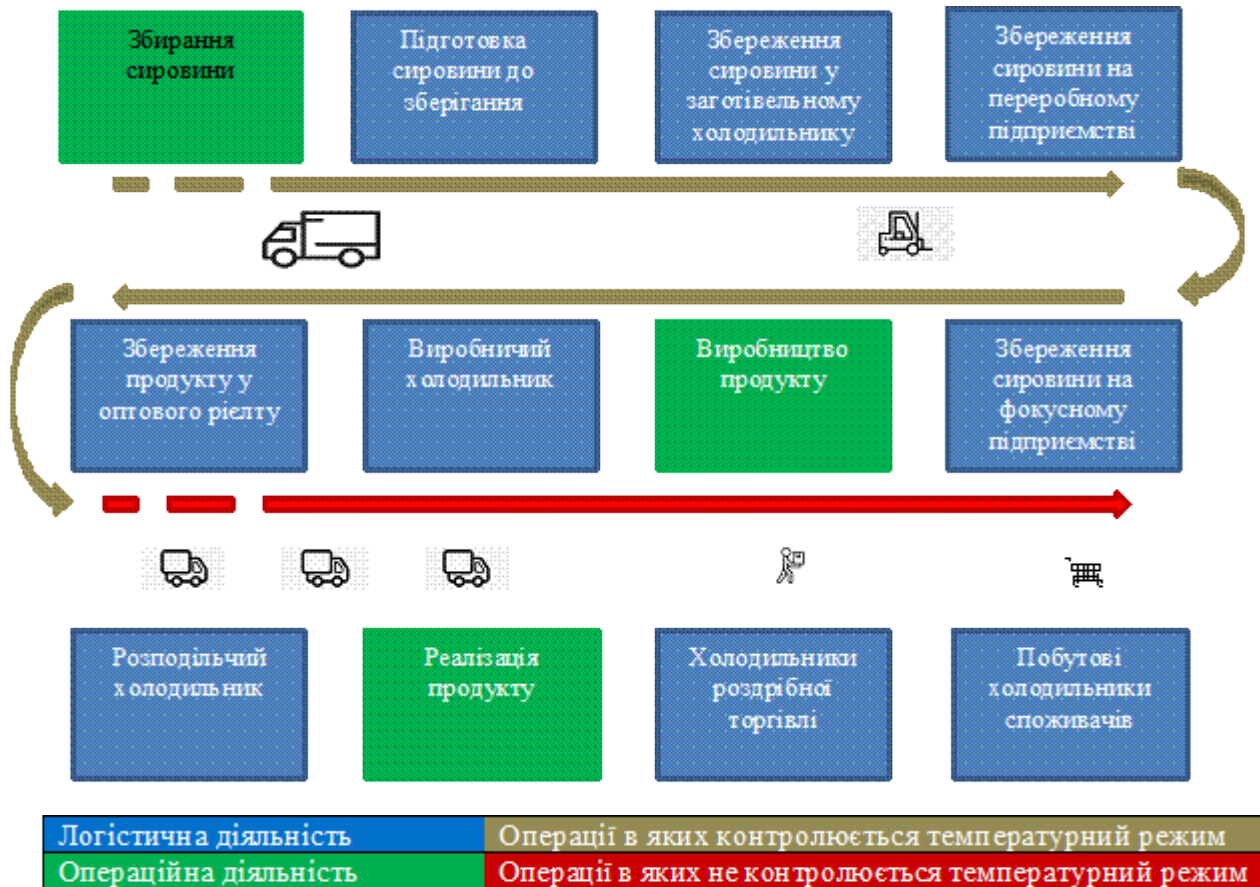 Збирання
сировини
Підготовка
сировини до
зберігання
Збереження
сировини у
заготівельному
холодильнику
Збереження
сировини на
переробному
підприємстві
Збереження
продукту у
оптового рієлту
Виробничий
холодильник
Виробництво
продукту
Збереження
сировини на
фокусному
підприємстві
Розподільчий
холодильник
Реалізація
продукту
Холодильники
роздрібної
торгівлі
Побутові
холодильники
споживачів
Логістична діяльність
Операції в яких контролюється температурний режим
Операційна діяльність
Операції в яких не контролюється температурний режим